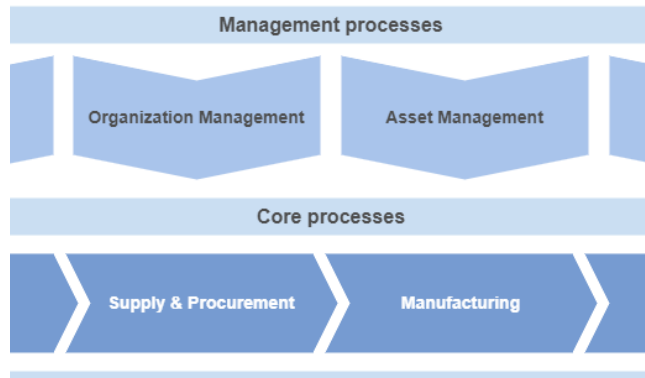 Management processes
Organization Management
Asset Management
Core processes
Supply & Procurement
Manufacturing